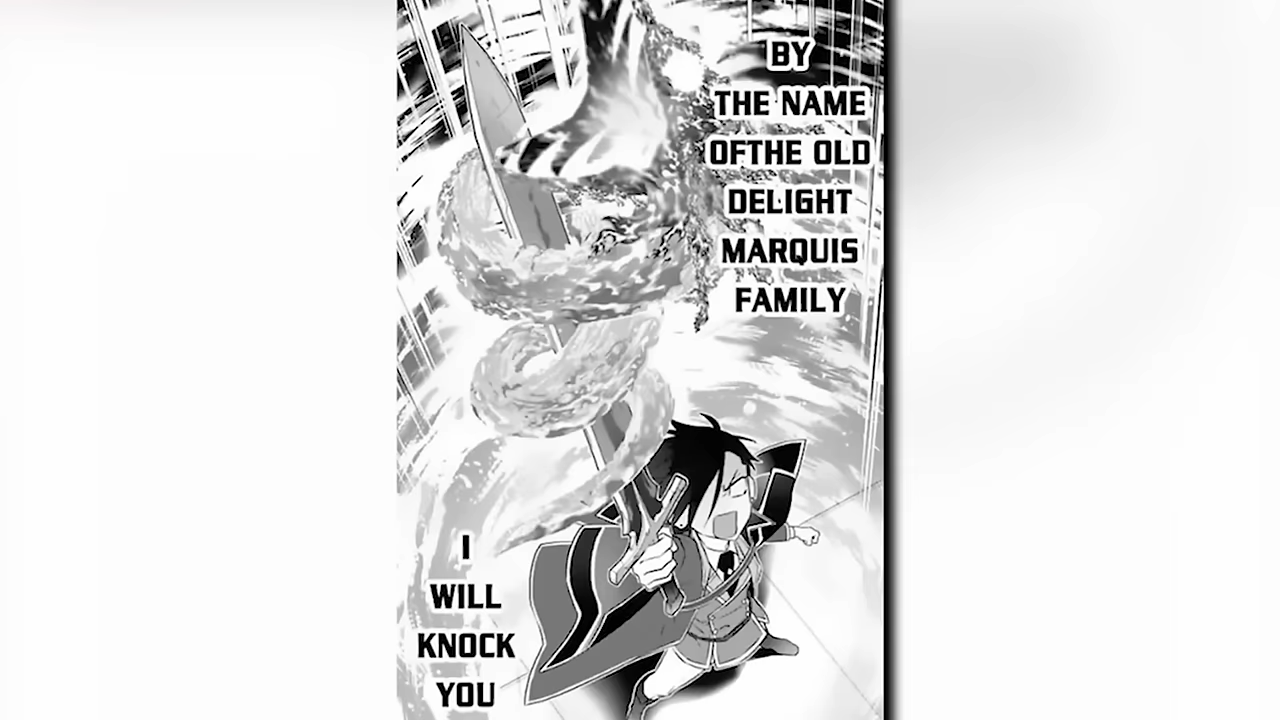 BY
THE NAME
OFTHE OLD
DELIGHT
MARQUIS
FAMILY
I
WILL
KNOCK
YOU